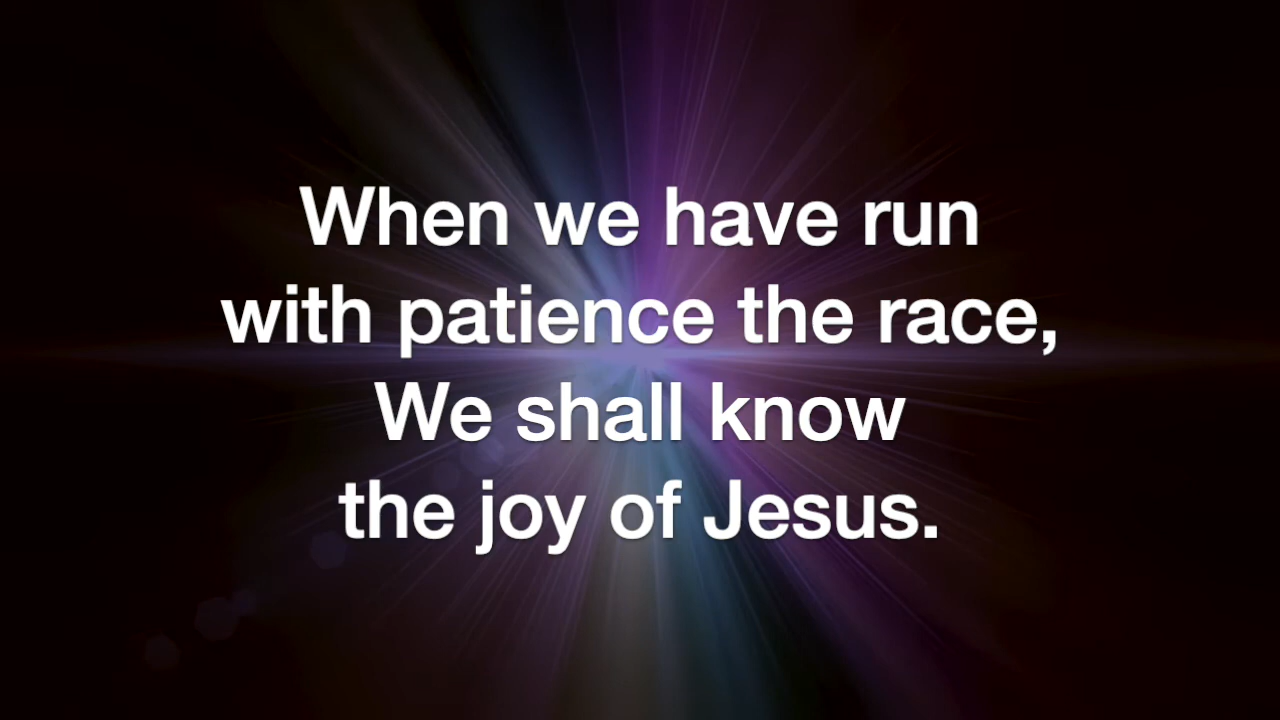 When we have run
with patience the race,
We shall know
the joy of Jesus.